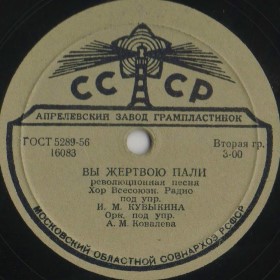 СССР
АПРЕЛЕВСКИЙ ЗАВОД ГРАМПЛАСТИНОК
ГОСТ 5289-56
16083
Вторая гр.
3-00
ВЫ ЖЕРТВОЮ ПАЛИ
революционная песня
Хор Всесоюзн. Радио
под упр.
И. М. КУВЫКИНА
Орк. под упр.
А. М. Ковалева
МОСКОВСКИЙ ОБЛАСТНОЙ СОВНАРХОЗ РСФСР